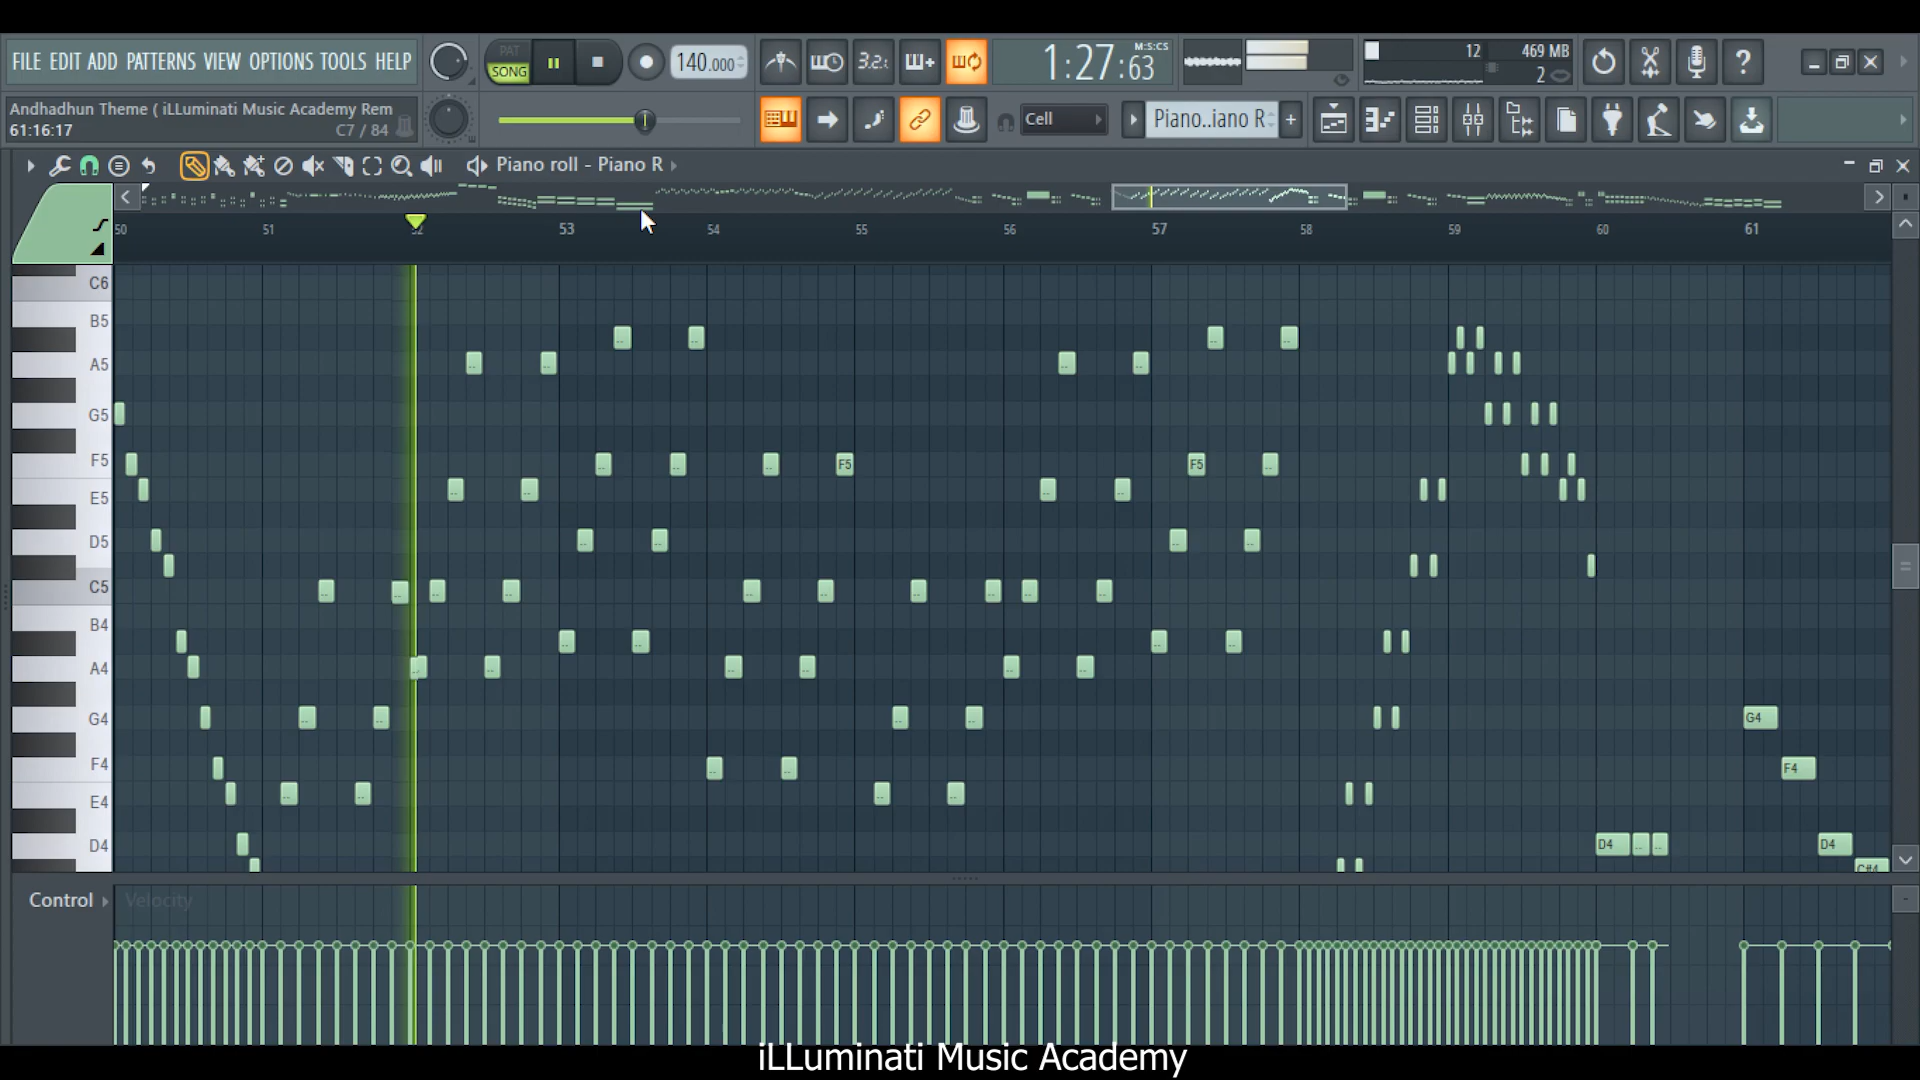 FILE EDIT ADD PATTERNS VIEW OPTIONS TOOLS HELP
PAT
SONG
140.000
3.2.
1:27:63
M:S:CS
12
469 MB
2
Andhadhun Theme ( iLLuminati Music Academy Rem
61:16:17
C7 / 84
Cell
Piano..iano R
Piano roll - Piano R
50 51 52 53 54 55 56 57 58 59 60 61
C6
B5
A5
G5
F5
F5
F5
E5
D5
C5
B4
A4
G4
G4
F4
F4
E4
D4
D4
D4
C#4
Control
Velocity
iLLuminati Music Academy